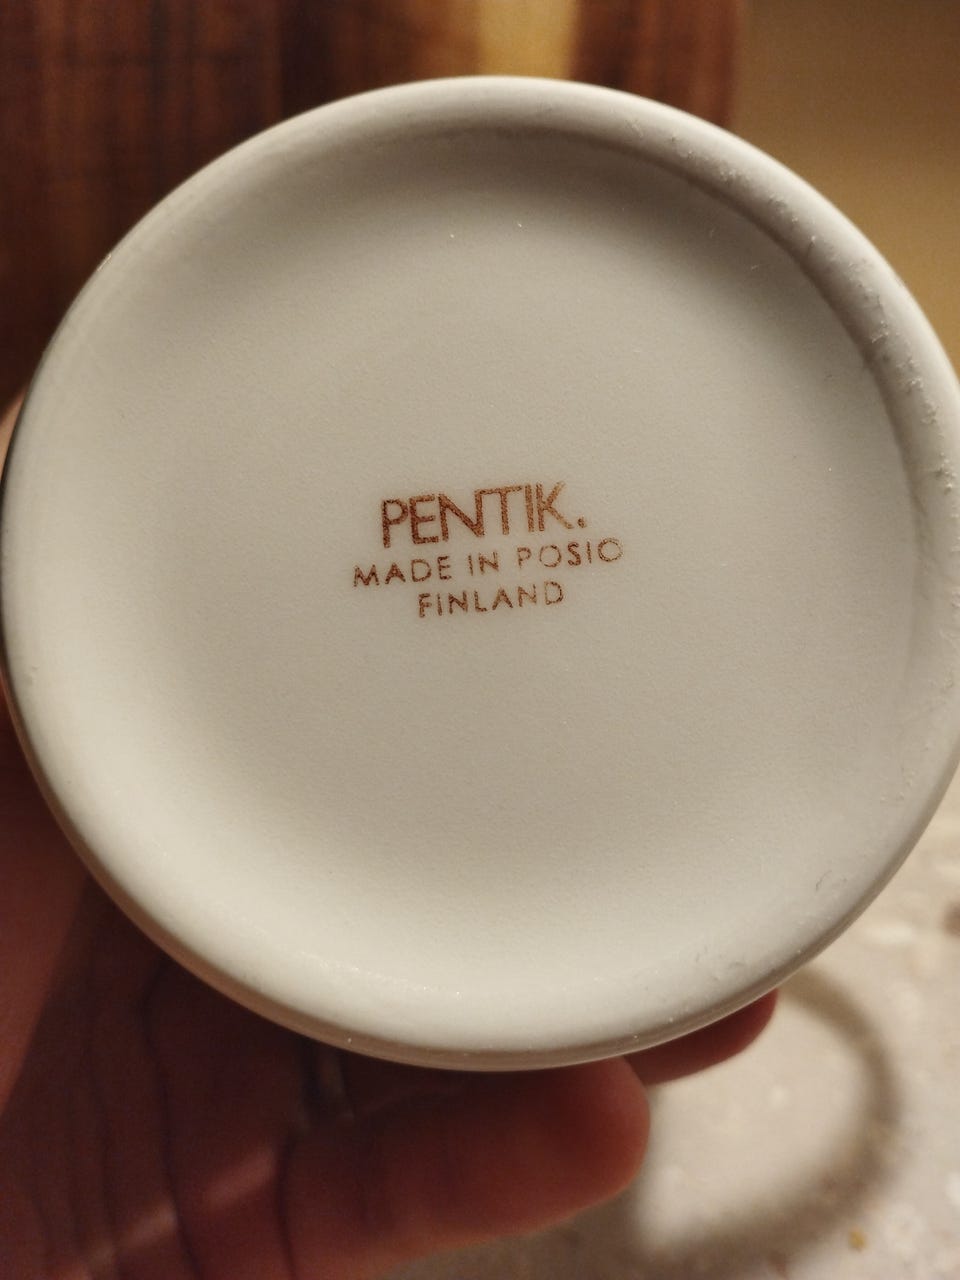 PENTIK.
MADE IN POSIO
FINLAND